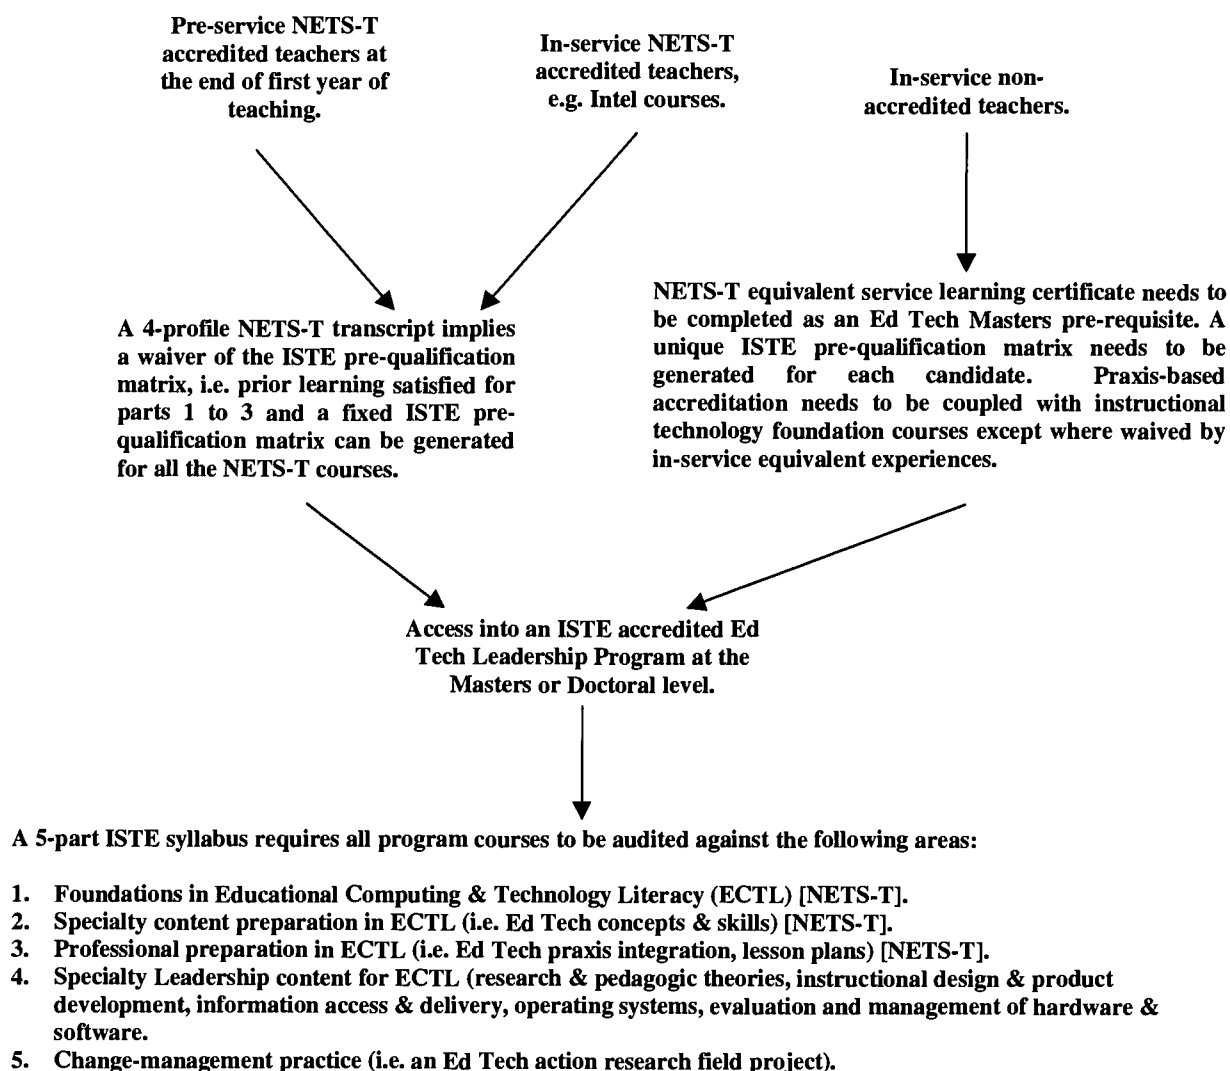 Pre-service NETS-T
accredited teachers at
the end of first year of
teaching.
In-service NETS-T
accredited teachers,
e.g. Intel courses.
In-service non-
accredited teachers.
A 4-profile NETS-T transcript implies
a waiver of the ISTE pre-qualification
matrix, i.e. prior learning satisfied for
parts 1 to 3 and a fixed ISTE pre-
qualification matrix can be generated
for all the NETS-T courses.
NETS-T equivalent service learning certificate needs to
be completed as an Ed Tech Masters pre-requisite. A
unique ISTE pre-qualification matrix needs to be
generated for each candidate. Praxis-based
accreditation needs to be coupled with instructional
technology foundation courses except where waived by
in-service equivalent experiences.
Access into an ISTE accredited Ed
Tech Leadership Program at the
Masters or Doctoral level.
A 5-part ISTE syllabus requires all program courses to be audited against the following areas:
1. Foundations in Educational Computing & Technology Literacy (ECTL) [NETS-T].
2. Specialty content preparation in ECTL (i.e. Ed Tech concepts & skills) [NETS-T].
3. Professional preparation in ECTL (i.e. Ed Tech praxis integration, lesson plans) [NETS-T].
4. Specialty Leadership content for ECTL (research & pedagogic theories, instructional design & product
development, information access & delivery, operating systems, evaluation and management of hardware &
software.
5. Change-management practice (i.e. an Ed Tech action research field project).